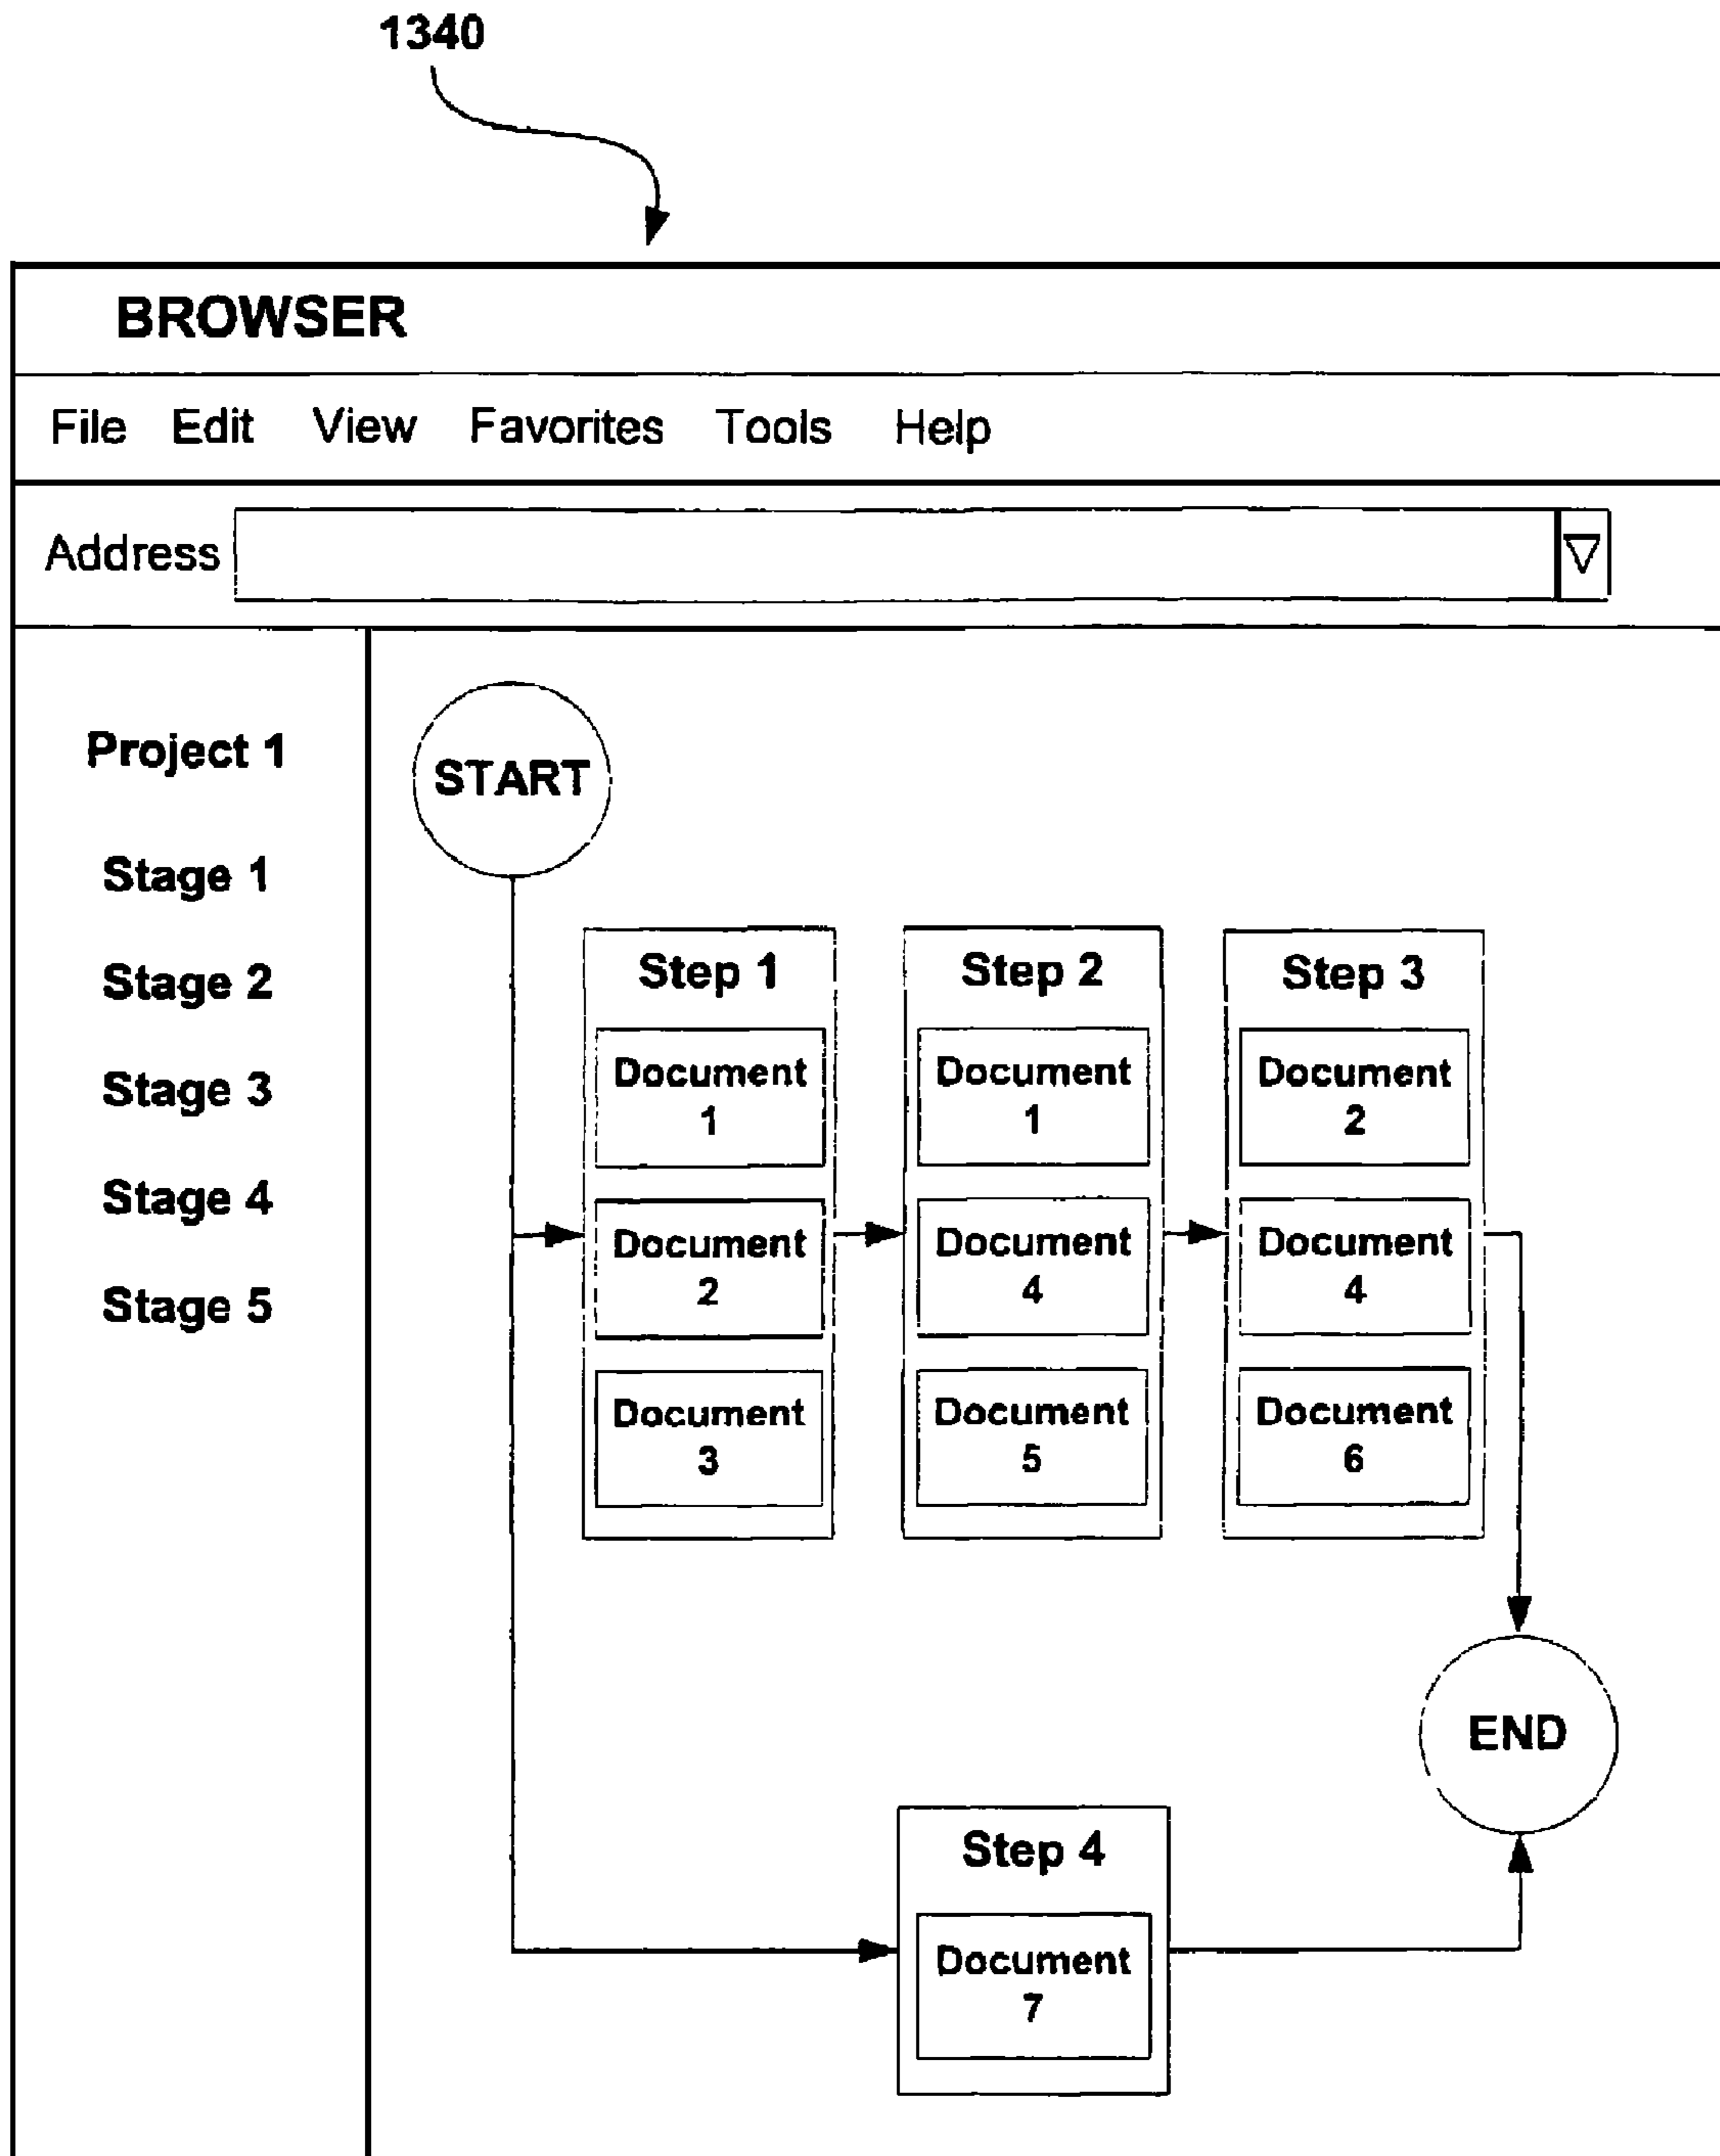 1340
BROWSER
File Edit View Favorites Tools Help
Address
Project 1
Stage 1
Stage 2
Stage 3
Stage 4
Stage 5
START
Step 1
Document
1
Document
2
Document
3
Step 2
Document
1
Document
4
Document
5
Step 3
Document
2
Document
4
Document
6
END
Step 4
Document
7